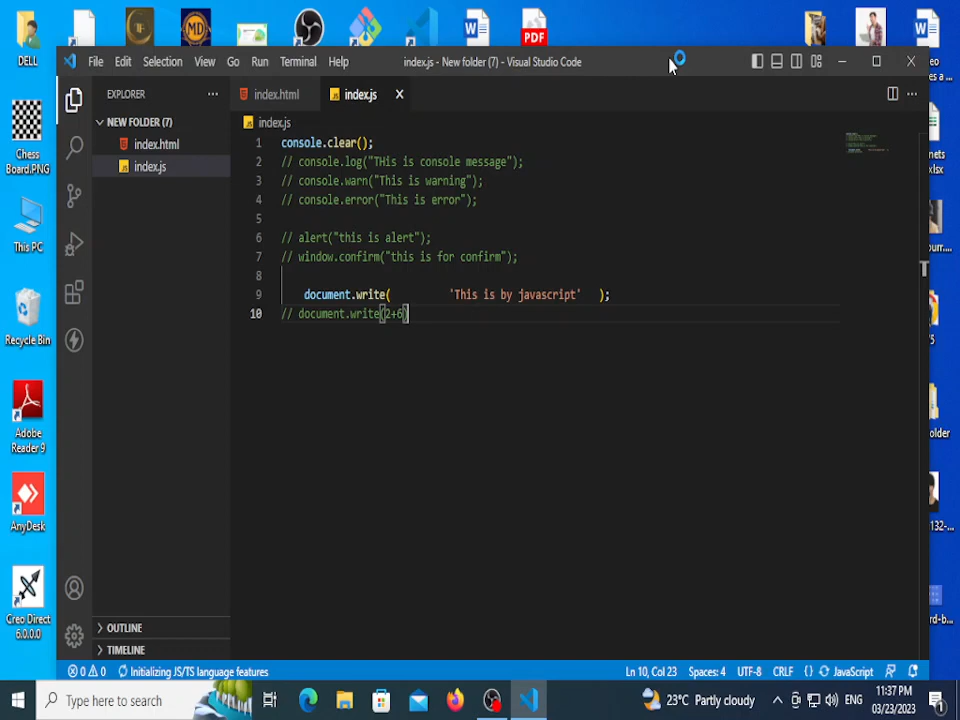 DELL
PDF
File Edit Selection View Go Run Terminal Help
index.js - New folder (7) - Visual Studio Code
EXPLORER
index.html
index.js
NEW FOLDER (7)
index.html
index.js
index.js
1 console.clear();
2 // console.log("THis is console message");
3 // console.warn("This is warning");
4 // console.error("This is error");
5
6 // alert("this is alert");
7 // window.confirm("this is for confirm");
8
9 document.write( 'This is by javascript' );
10 // document.write(2+6)
OUTLINE
TIMELINE
0 0 Initializing JS/TS language features
Ln 10, Col 23 Spaces: 4 UTF-8 CRLF {} JavaScript
Chess
Board.PNG
This PC
Recycle Bin
Adobe
Reader 9
AnyDesk
Creo Direct
6.0.0.0
Type here to search
23°C Partly cloudy
ENG
11:37 PM
03/23/2023
1